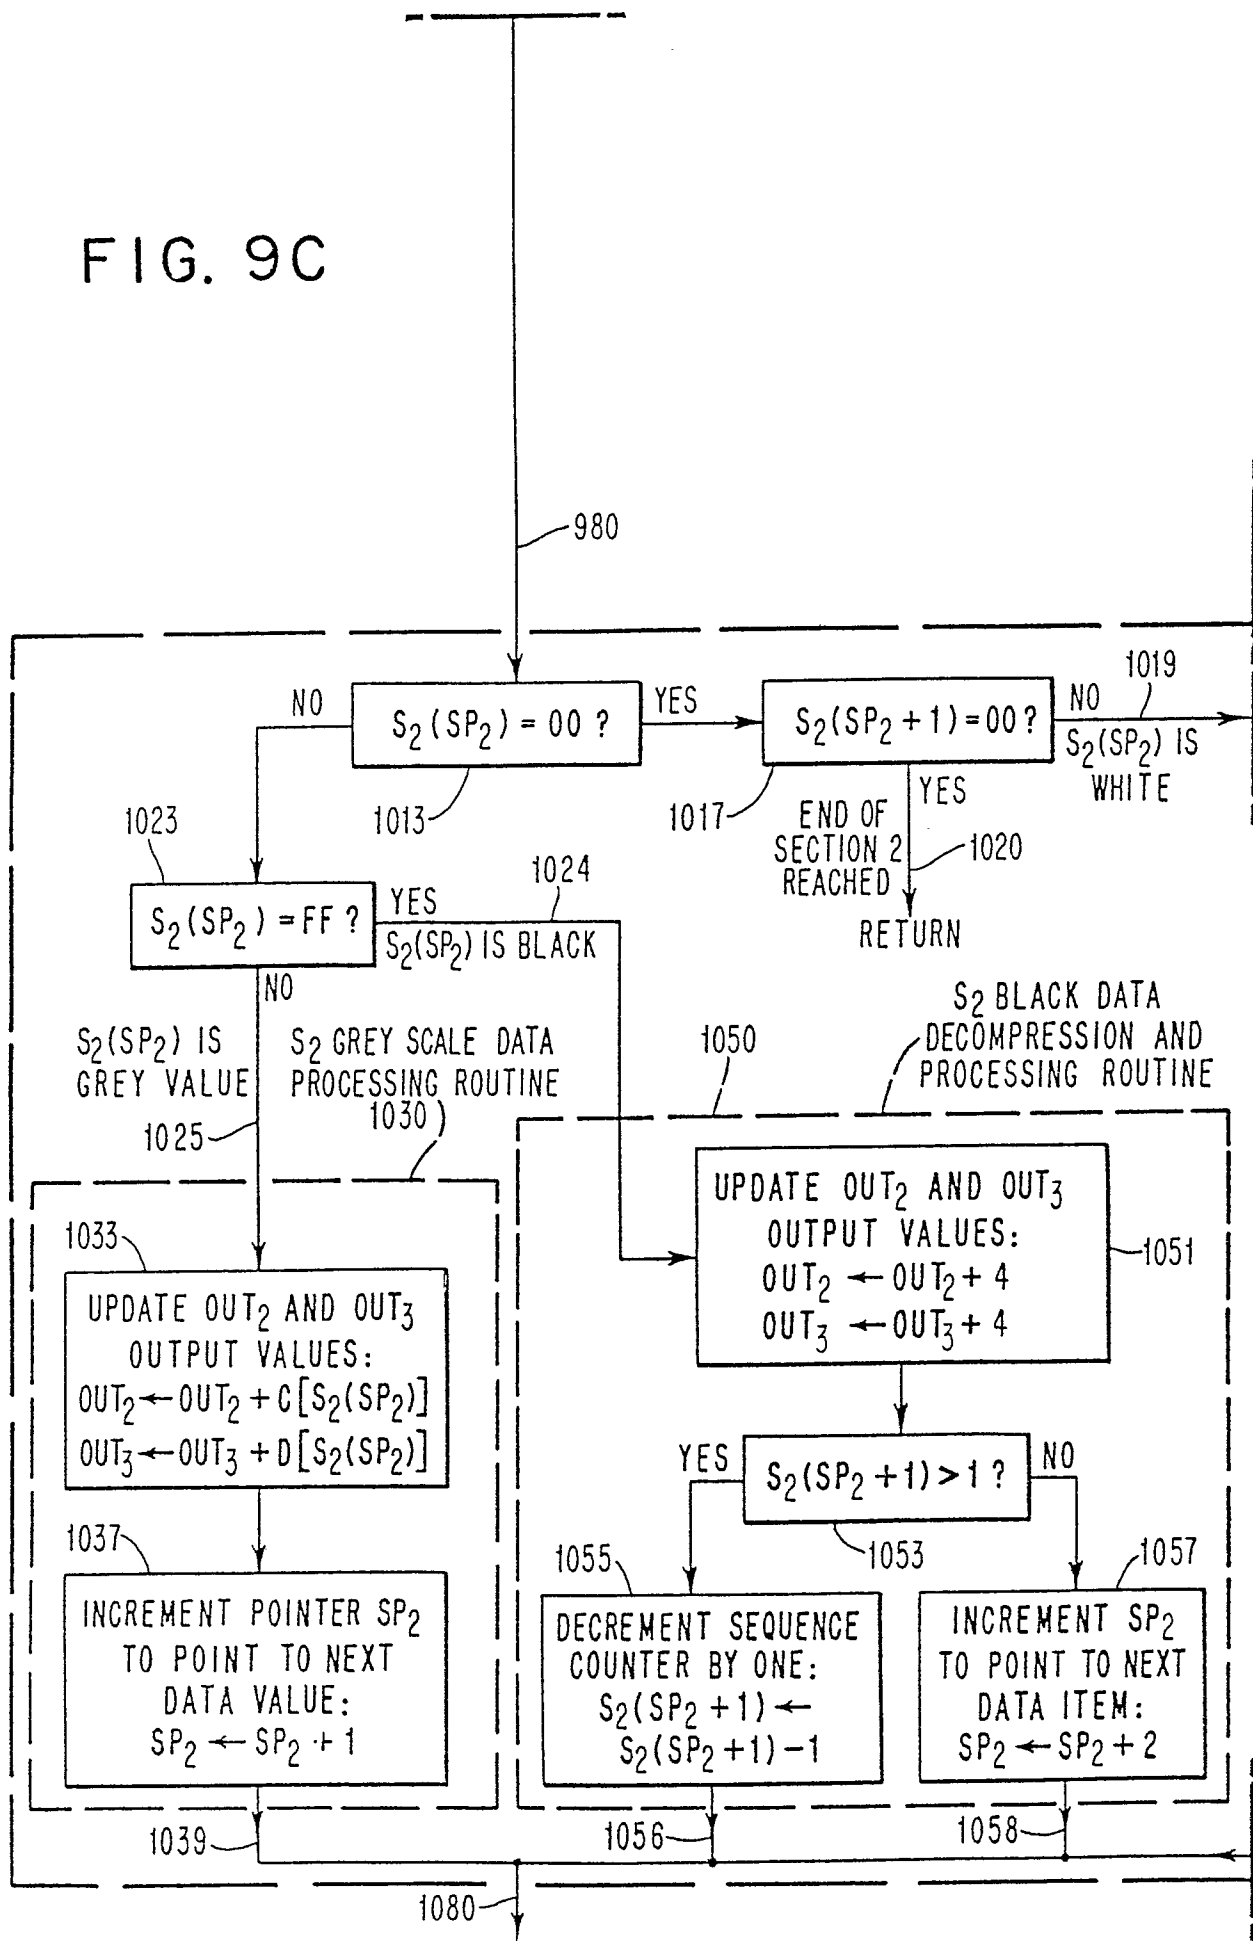 FIG. 9C
980
NO
S2(SP2) = 00 ?
YES
1013
S2(SP2 + 1) = 00 ?
1017
NO
1019
S2(SP2) IS
WHITE
YES
END OF
SECTION 2
REACHED
1020
RETURN
1023
S2(SP2) = FF ?
YES
1024
S2(SP2) IS BLACK
NO
S2(SP2) IS
GREY VALUE
1025
S2 GREY SCALE DATA
PROCESSING ROUTINE
1030
1050
S2 BLACK DATA
DECOMPRESSION AND
PROCESSING ROUTINE
1033
UPDATE OUT2 AND OUT3
OUTPUT VALUES:
OUT2 ← OUT2 + C[S2(SP2)]
OUT3 ← OUT3 + D[S2(SP2)]
1037
INCREMENT POINTER SP2
TO POINT TO NEXT
DATA VALUE:
SP2 ← SP2 + 1
1039
UPDATE OUT2 AND OUT3
OUTPUT VALUES:
OUT2 ← OUT2 + 4
OUT3 ← OUT3 + 4
1051
YES
S2(SP2 + 1) > 1 ?
NO
1053
1055
DECREMENT SEQUENCE
COUNTER BY ONE:
S2(SP2 + 1) ←
S2(SP2 + 1) - 1
1056
1057
INCREMENT SP2
TO POINT TO NEXT
DATA ITEM:
SP2 ← SP2 + 2
1058
1080